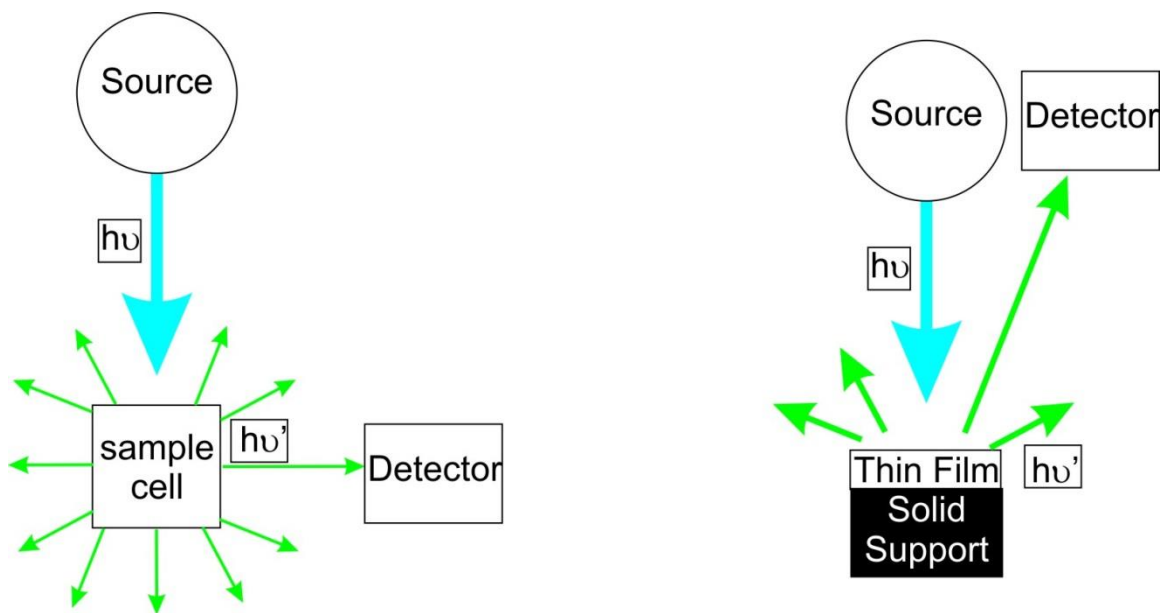 Source
hυ
sample
cell
hυ'
Detector
Source
Detector
hυ
Thin Film
hυ'
Solid
Support